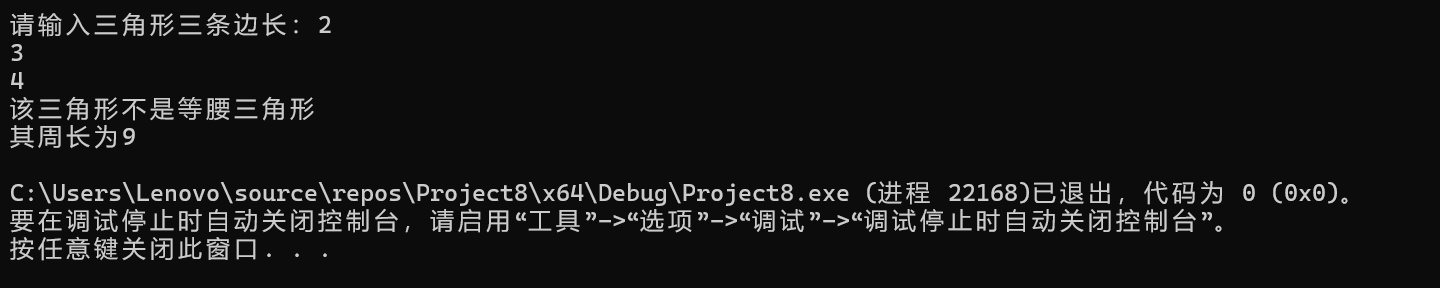 请输入三角形三条边长：2
3
4
该三角形不是等腰三角形
其周长为9
C:\Users\Lenovo\source\repos\Project8\x64\Debug\Project8.exe (进程 22168)已退出，代码为 0 (0x0)。
要在调试停止时自动关闭控制台，请启用“工具”->“选项”->“调试”->“调试停止时自动关闭控制台”。
按任意键关闭此窗口. . .